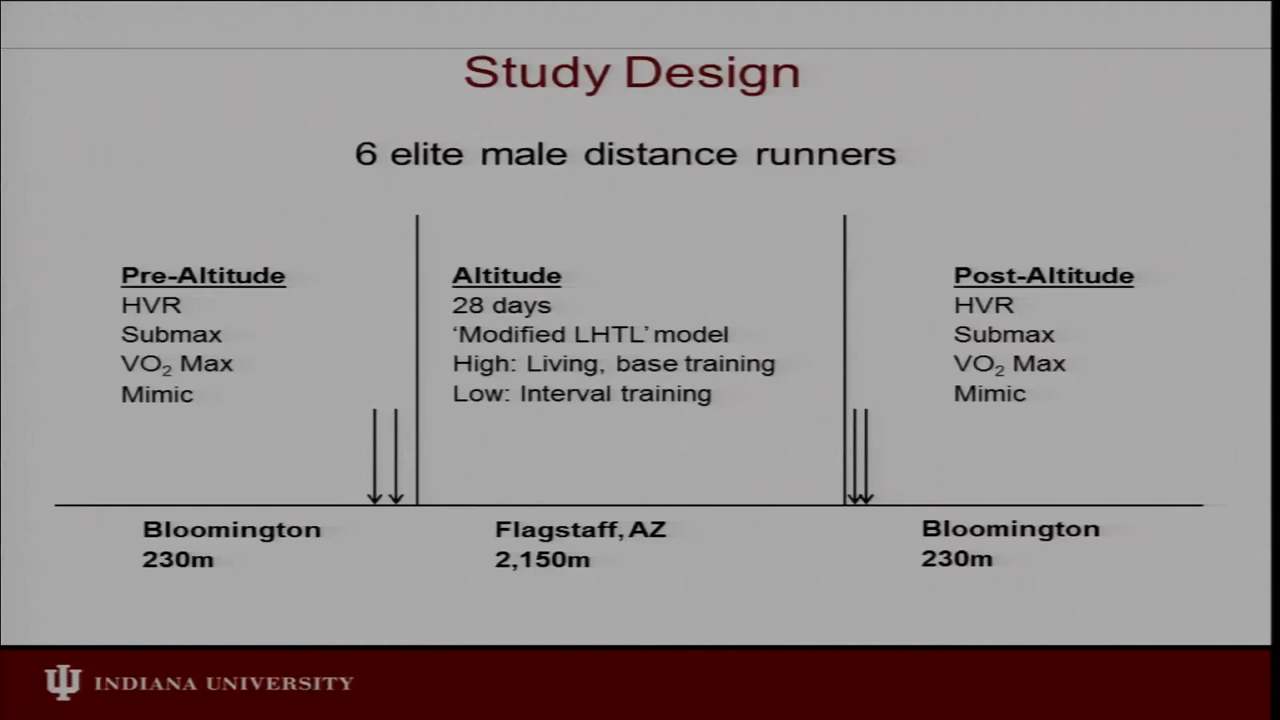 Study Design
6 elite male distance runners
Pre-Altitude
HVR
Submax
VO₂ Max
Mimic
Altitude
28 days
‘Modified LHTL’ model
High: Living, base training
Low: Interval training
Post-Altitude
HVR
Submax
VO₂ Max
Mimic
Bloomington
230m
Flagstaff, AZ
2,150m
Bloomington
230m
INDIANA UNIVERSITY